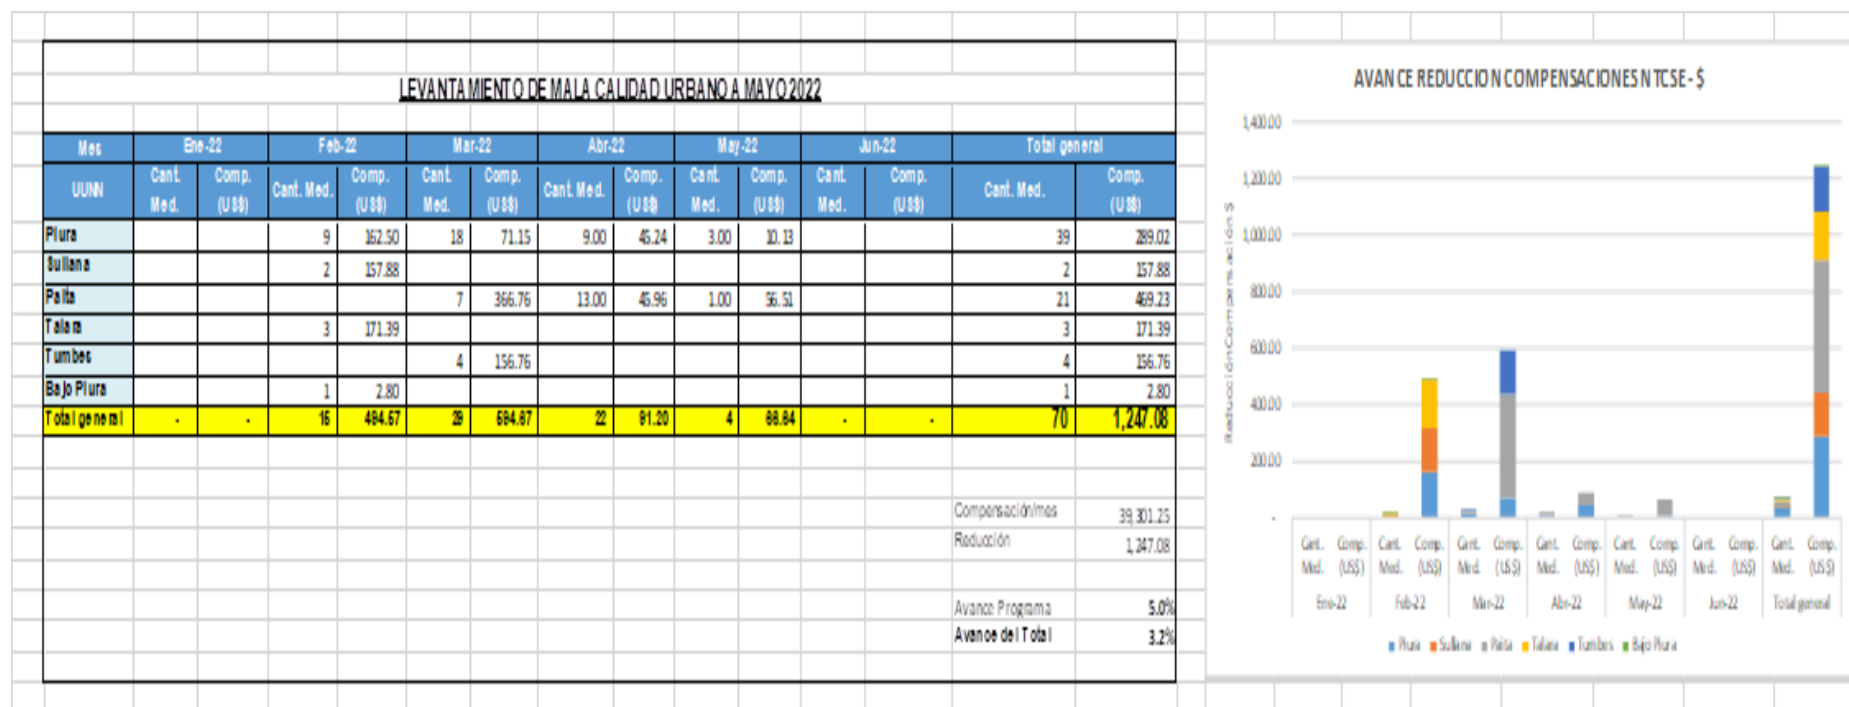 LEVANTAMIENTO DE MALA CALIDAD URBANO A MAYO 2022
Mes Ene-22 Feb-22 Mar-22 Abr-22 May-22 Jun-22 Total general
UUNN Cant. Med. Comp. (US$) Cant. Med. Comp. (US$) Cant. Med. Comp. (US$) Cant. Med. Comp. (US$) Cant. Med. Comp. (US$) Cant. Med. Comp. (US$) Cant. Med. Comp. (US$)
Piura 9 162.50 18 71.15 9.00 45.24 3.00 10.13 39 289.02
Sullana 2 157.88 2 157.88
Paita 7 366.76 13.00 45.96 1.00 56.51 21 469.23
Talara 3 171.39 3 171.39
Tumbes 4 156.76 4 156.76
Bajo Piura 1 2.80 1 2.80
Total general - - 15 494.57 29 594.67 22 91.20 4 66.64 - - 70 1,247.08
Compensación/mes 39,301.25
Reducción 1,247.08
Avance Programa 5.0%
Avance del Total 3.2%
AVANCE REDUCCION COMPENSACIONES NTCSE - $
Reducción Compensación $
1,400.00
1,200.00
1,000.00
800.00
600.00
400.00
200.00
-
Cant. Med. Comp. (US$) Cant. Med. Comp. (US$) Cant. Med. Comp. (US$) Cant. Med. Comp. (US$) Cant. Med. Comp. (US$) Cant. Med. Comp. (US$) Cant. Med. Comp. (US$)
Ene-22 Feb-22 Mar-22 Abr-22 May-22 Jun-22 Total general
Piura Sullana Paita Talara Tumbes Bajo Piura